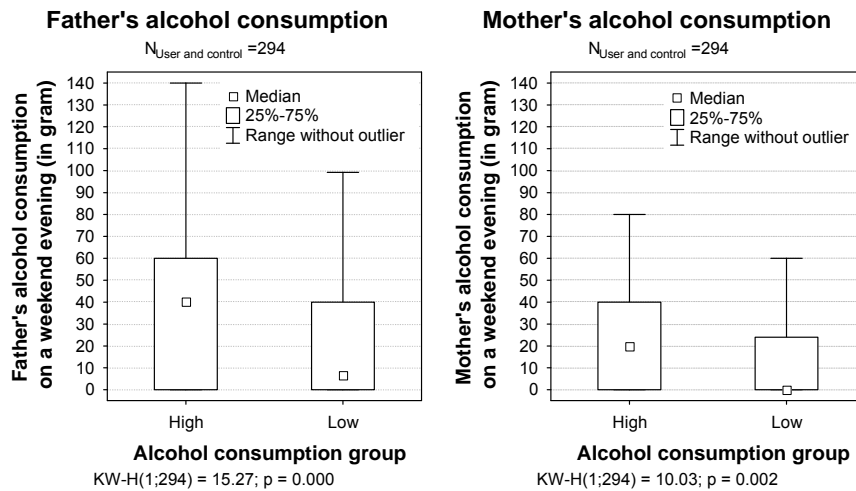 Father's alcohol consumption
N User and control =294
Father's alcohol consumption
on a weekend evening (in gram)
140
130
120
110
100
90
80
70
60
50
40
30
20
10
0
Median
25%-75%
Range without outlier
High
Low
Alcohol consumption group
KW-H(1;294) = 15.27; p = 0.000
Mother's alcohol consumption
N User and control =294
Mother's alcohol consumption
on a weekend evening (in gram)
140
130
120
110
100
90
80
70
60
50
40
30
20
10
0
Median
25%-75%
Range without outlier
High
Low
Alcohol consumption group
KW-H(1;294) = 10.03; p = 0.002